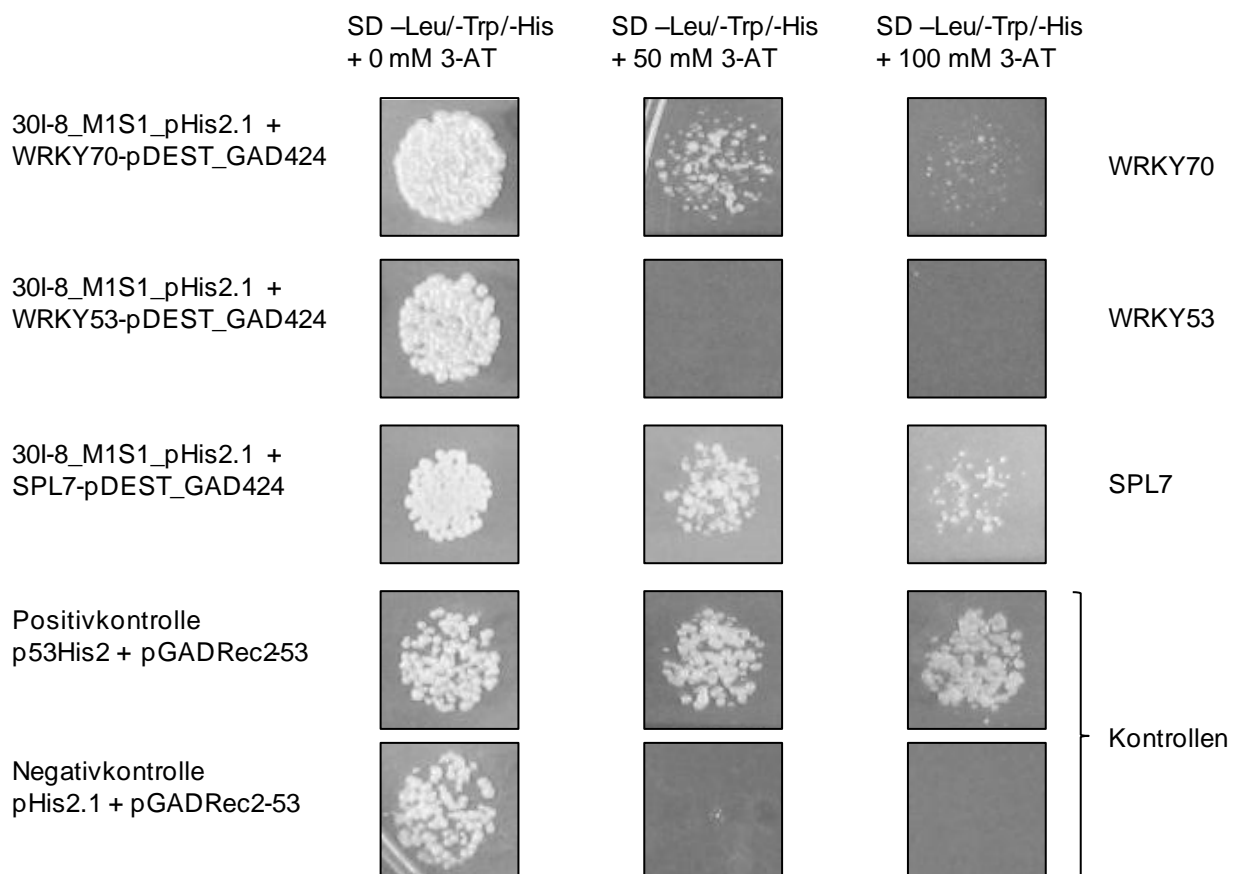 SD –Leu/-Trp/-His
+ 0 mM 3-AT
SD –Leu/-Trp/-His
+ 50 mM 3-AT
SD –Leu/-Trp/-His
+ 100 mM 3-AT
30I-8_M1S1_pHis2.1 +
WRKY70-pDEST_GAD424
WRKY70
30I-8_M1S1_pHis2.1 +
WRKY53-pDEST_GAD424
WRKY53
30I-8_M1S1_pHis2.1 +
SPL7-pDEST_GAD424
SPL7
Positivkontrolle
p53His2 + pGADRec2-53
Kontrollen
Negativkontrolle
pHis2.1 + pGADRec2-53